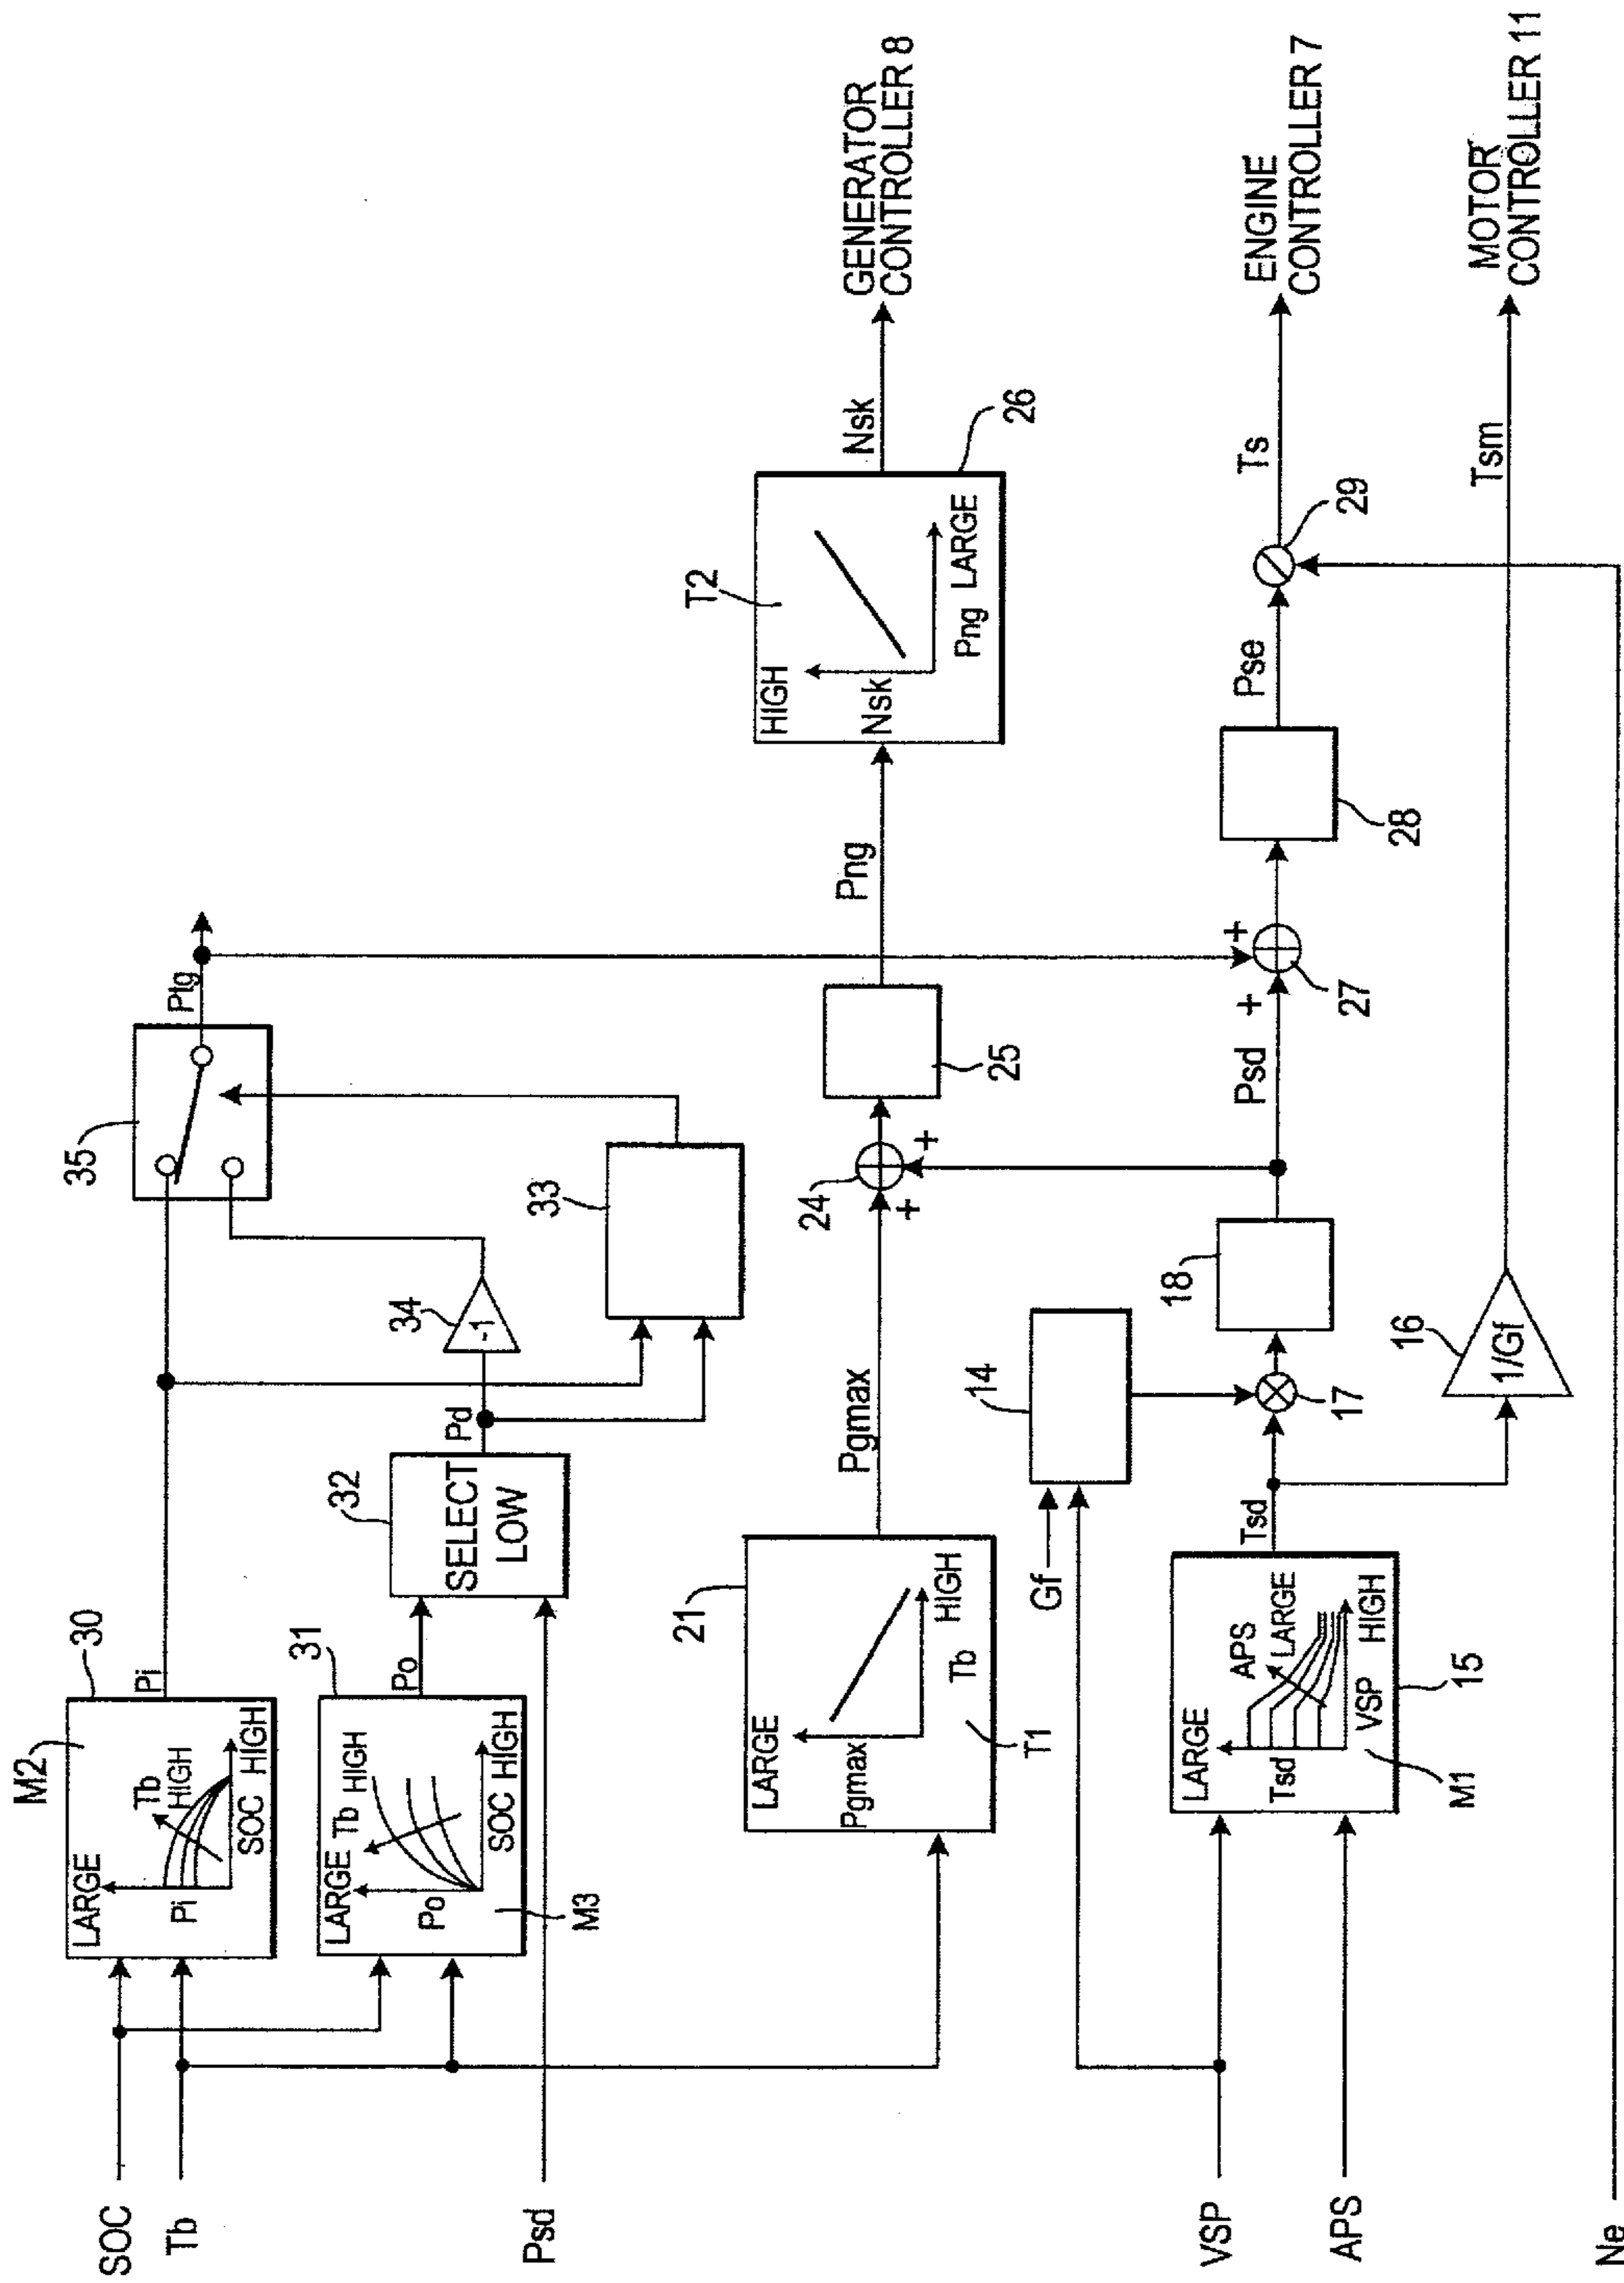 SOC
Tb
Psd
VSP
APS
Ne
M2
30
LARGE
Pi
Tb
HIGH
SOC HIGH
Pi
31
LARGE
Tb
HIGH
Po
SOC HIGH
M3
Po
32
SELECT
LOW
Pd
34
-1
33
35
Ptg
21
LARGE
Pgmax
Tb
HIGH
T1
Pgmax
24
+
+
25
Png
T2
HIGH
Nsk
Png
LARGE
26
Nsk
GENERATOR
CONTROLLER 8
Gf
14
LARGE
Tsd
APS
LARGE
VSP
HIGH
M1
15
Tsd
17
18
Psd
+
+
27
28
Pse
29
Ts
ENGINE
CONTROLLER 7
16
1/Gf
Tsm
MOTOR
CONTROLLER 11